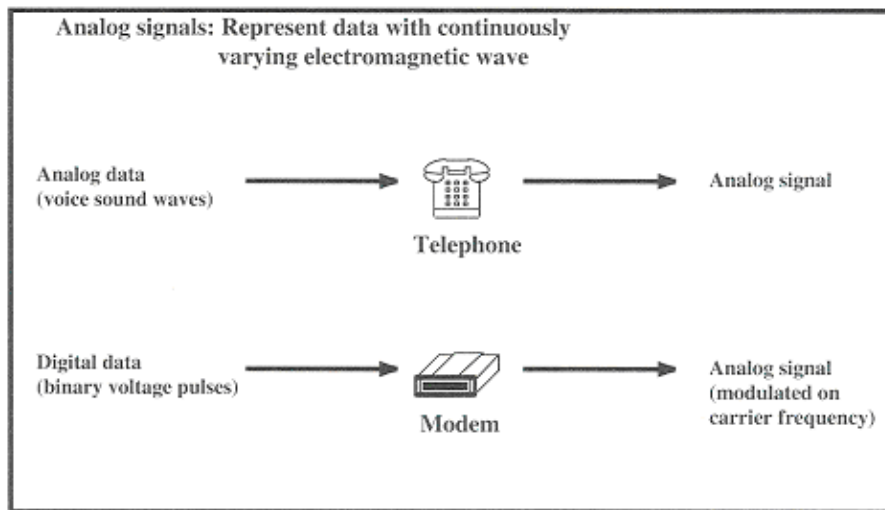 Analog signals: Represent data with continuously
varying electromagnetic wave
Analog data
(voice sound waves)
Telephone
Analog signal
Digital data
(binary voltage pulses)
Modem
Analog signal
(modulated on
carrier frequency)